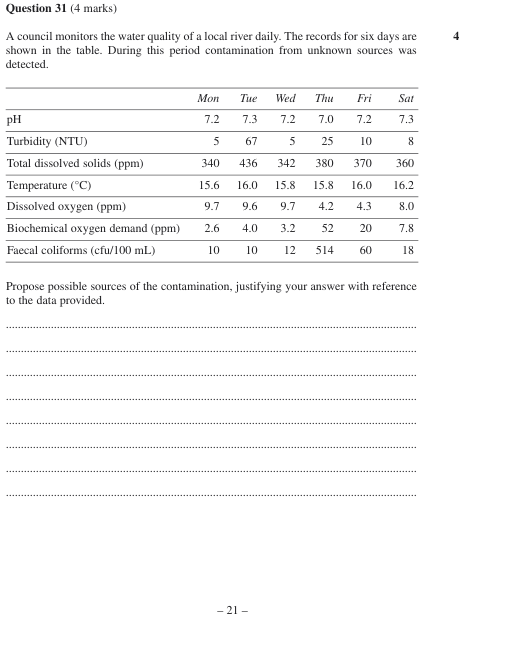 Question 31 (4 marks)
A council monitors the water quality of a local river daily. The records for six days are 4
shown in the table. During this period contamination from unknown sources was
detected.
Mon Tue Wed Thu Fri Sat
pH 7.2 7.3 7.2 7.0 7.2 7.3
Turbidity (NTU) 5 67 5 25 10 8
Total dissolved solids (ppm) 340 436 342 380 370 360
Temperature (°C) 15.6 16.0 15.8 15.8 16.0 16.2
Dissolved oxygen (ppm) 9.7 9.6 9.7 4.2 4.3 8.0
Biochemical oxygen demand (ppm) 2.6 4.0 3.2 52 20 7.8
Faecal coliforms (cfu/100 mL) 10 10 12 514 60 18
Propose possible sources of the contamination, justifying your answer with reference
to the data provided.
– 21 –